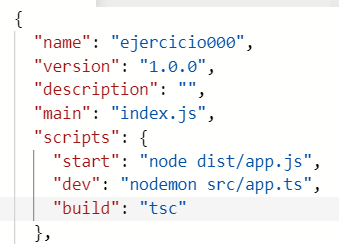 {
"name": "ejercicio000",
"version": "1.0.0",
"description": "",
"main": "index.js",
"scripts": {
"start": "node dist/app.js",
"dev": "nodemon src/app.ts",
"build": "tsc"
},